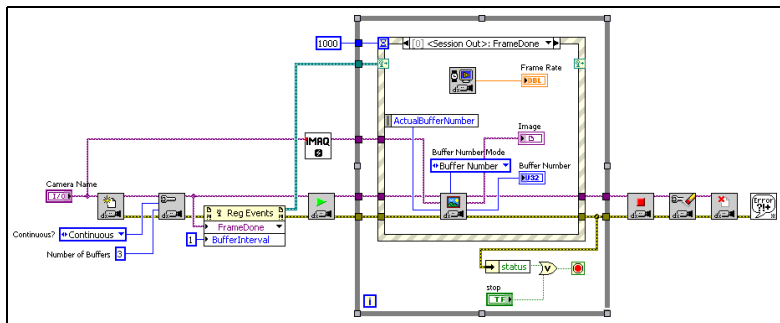 1000
[0] <Session Out>: FrameDone
Frame Rate
DBL
ActualBufferNumber
IMAQ
Image
Buffer Number Mode
Buffer Number
Buffer Number
U32
Camera Name
I/O
Reg Events
FrameDone
BufferInterval
1
Continuous?
Continuous
Number of Buffers
3
status
stop
TF
i
Error
?!